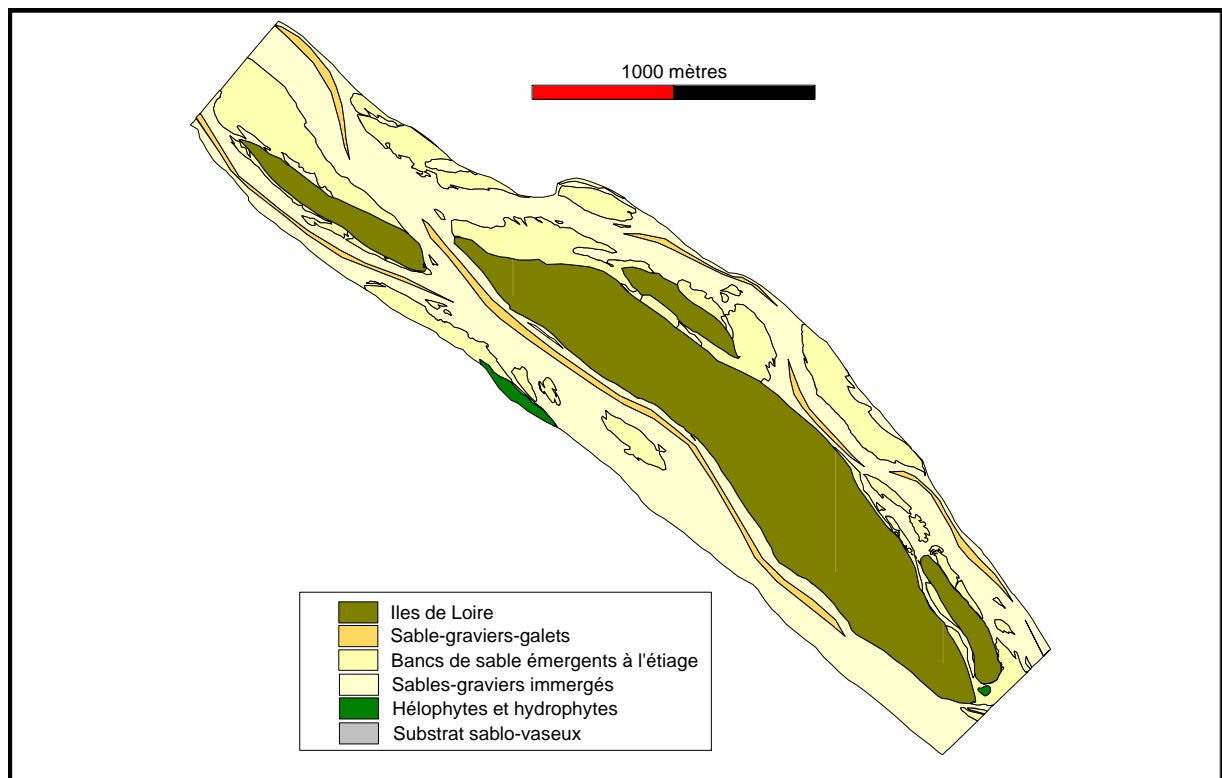 1000 mètres
Iles de Loire
Sable-graviers-galets
Bancs de sable émergents à l'étiage
Sables-graviers immergés
Hélophytes et hydrophytes
Substrat sablo-vaseux